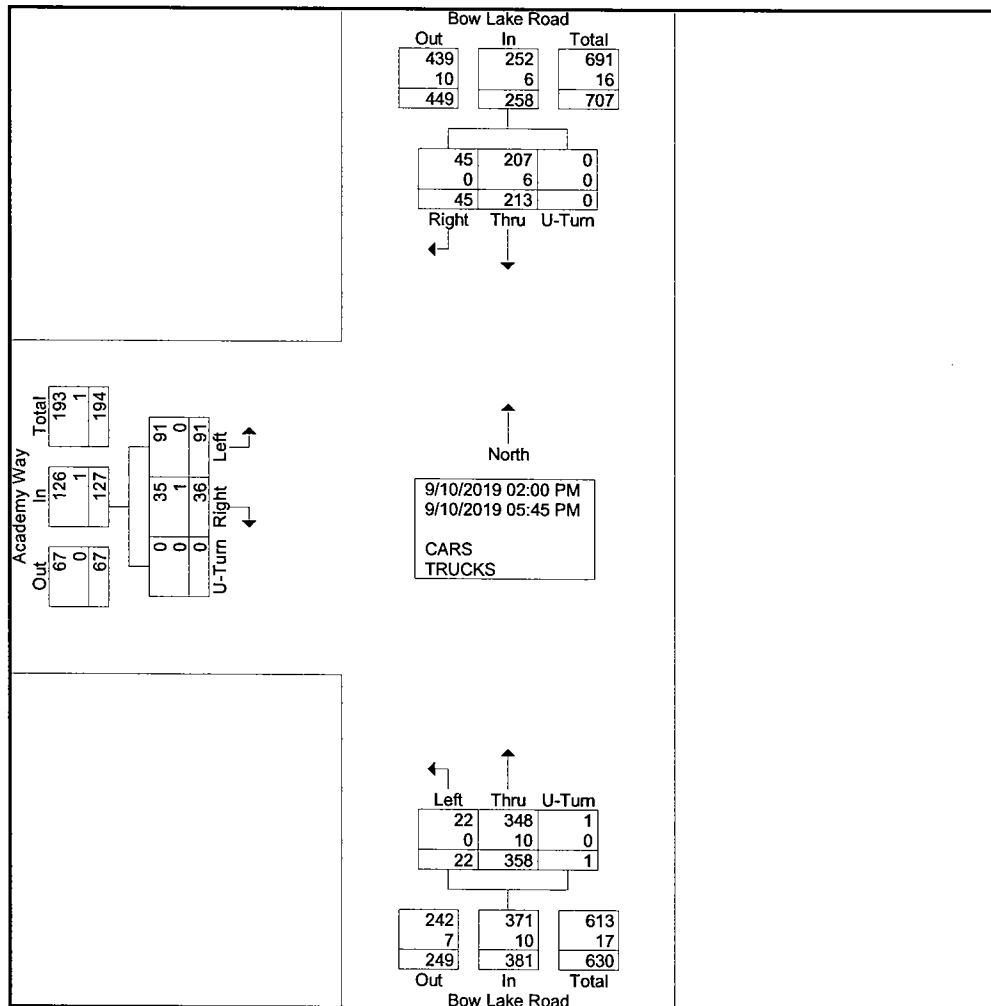 Bow Lake Road
Out In Total
439 252 691
10 6 16
449 258 707
45 207 0
0 6 0
45 213 0
Right Thru U-Turn
Academy Way
Out In Total
67 126 193
0 1 1
67 127 194
0 35 91
0 1 0
0 36 91
U-Turn Right Left
North
9/10/2019 02:00 PM
9/10/2019 05:45 PM
CARS
TRUCKS
Left Thru U-Turn
22 348 1
0 10 0
22 358 1
242 371 613
7 10 17
249 381 630
Out In Total
Bow Lake Road